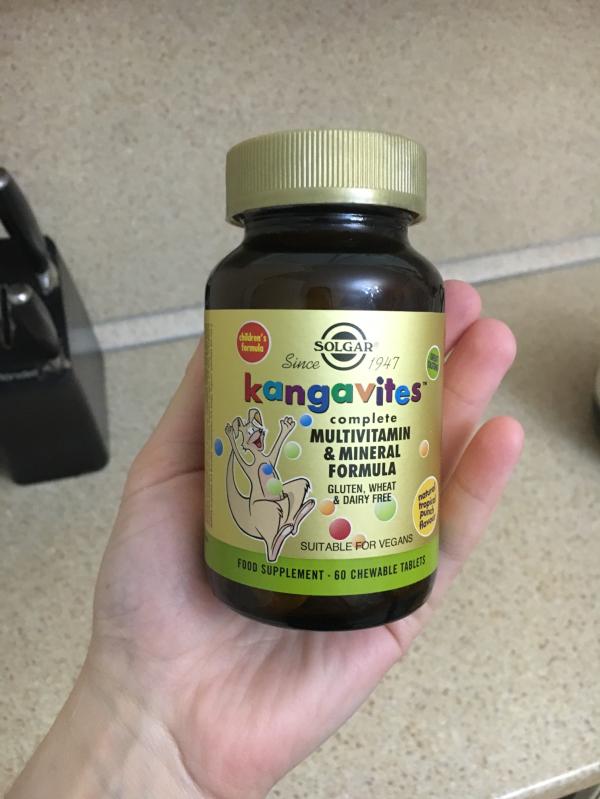 children's
formula
SOLGAR®
Since 1947
kangavites™
complete
MULTIVITAMIN
& MINERAL
FORMULA
GLUTEN, WHEAT
& DAIRY FREE
natural
tropical
punch
flavour
SUITABLE FOR VEGANS
FOOD SUPPLEMENT · 60 CHEWABLE TABLETS